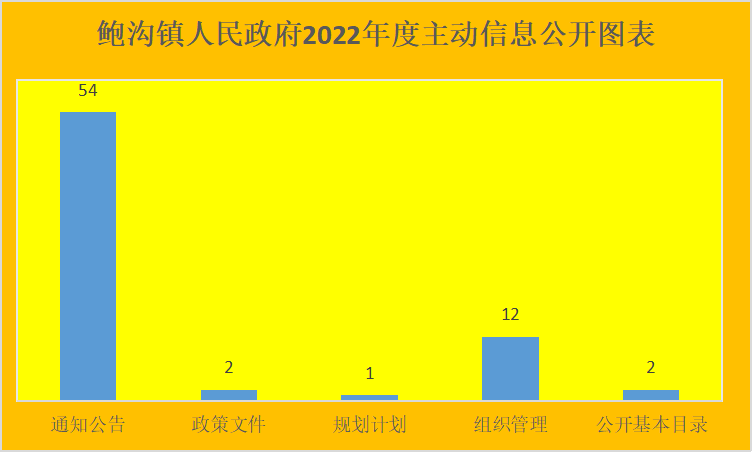 鲍沟镇人民政府2022年度主动信息公开图表
54
2
1
12
2
通知公告
政策文件
规划计划
组织管理
公开基本目录